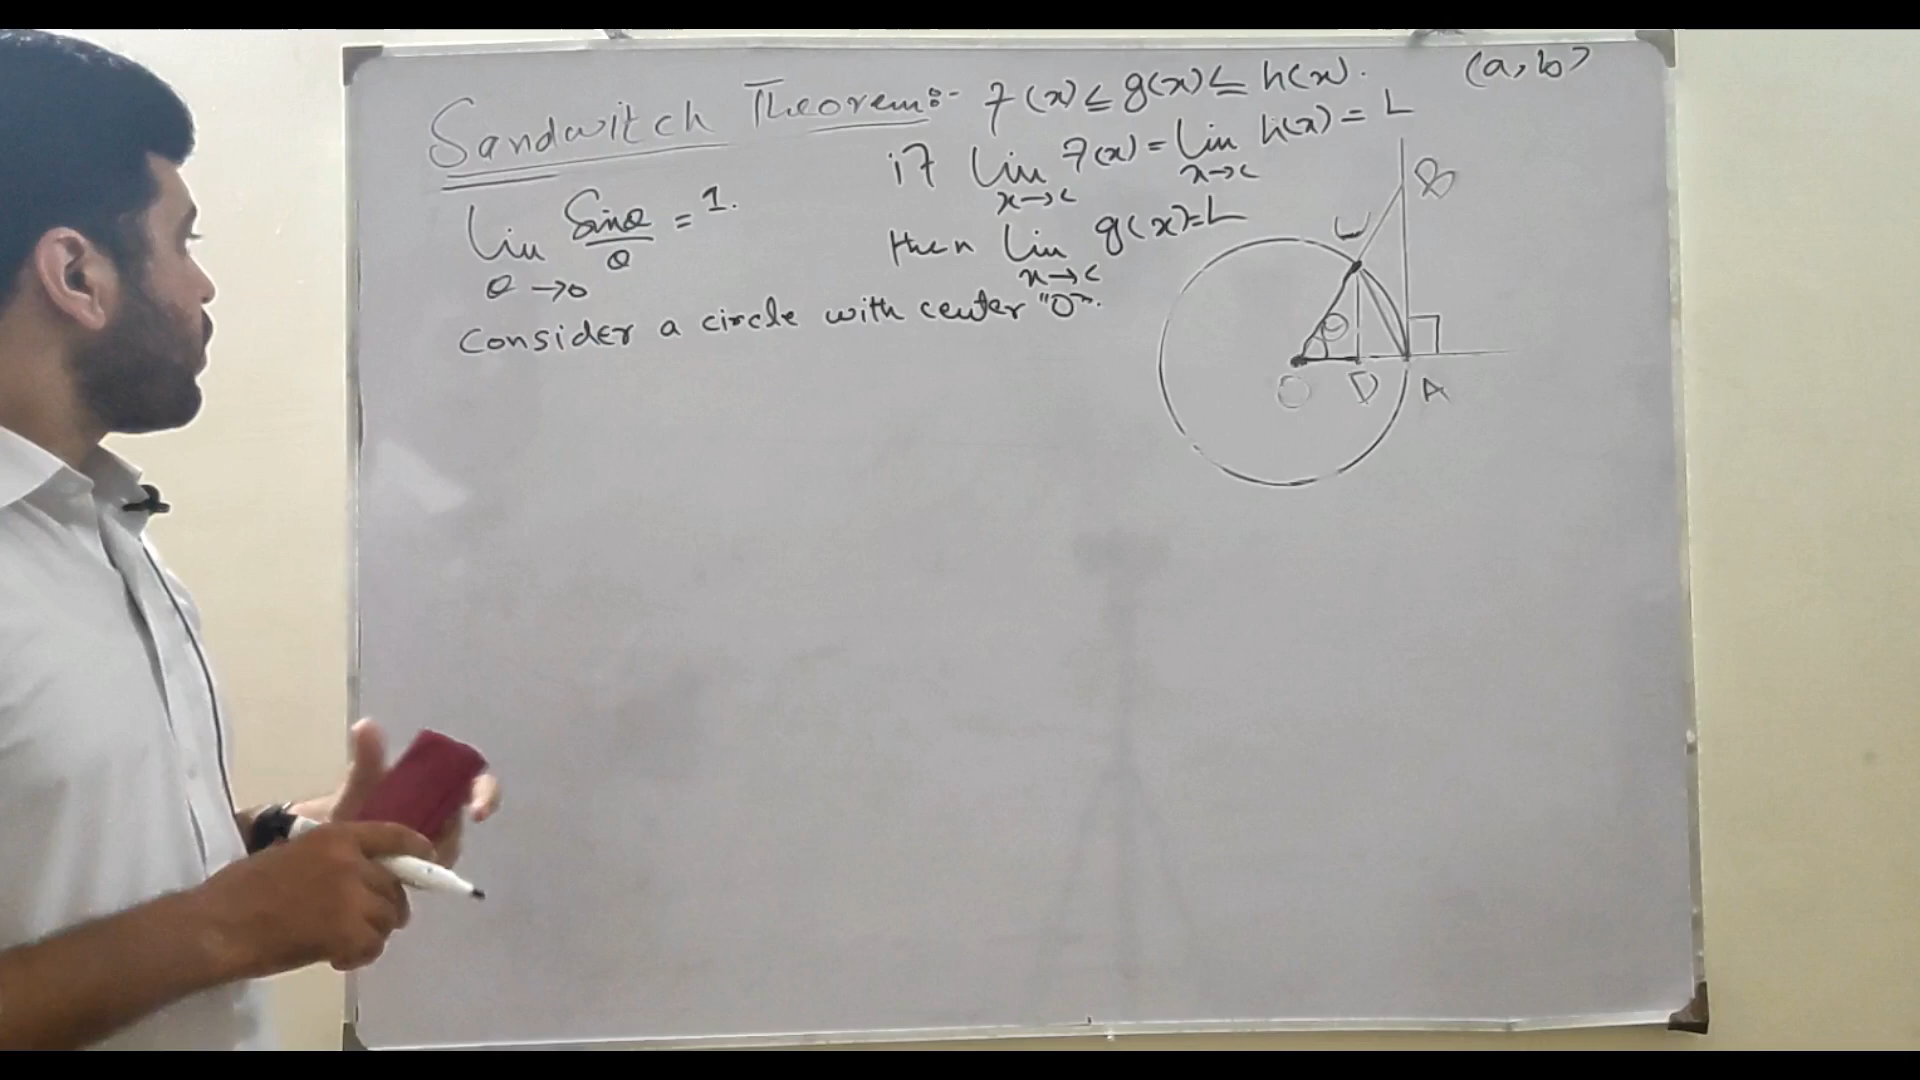 Sandwitch Theorem:- f(x) ≤ g(x) ≤ h(x). (a,b)
if lim x→c f(x) = lim x→c h(x) = L
lim θ→0 Sinθ/θ = 1.
then lim x→c g(x) = L
Consider a circle with center "O".
B
C
θ
O D A